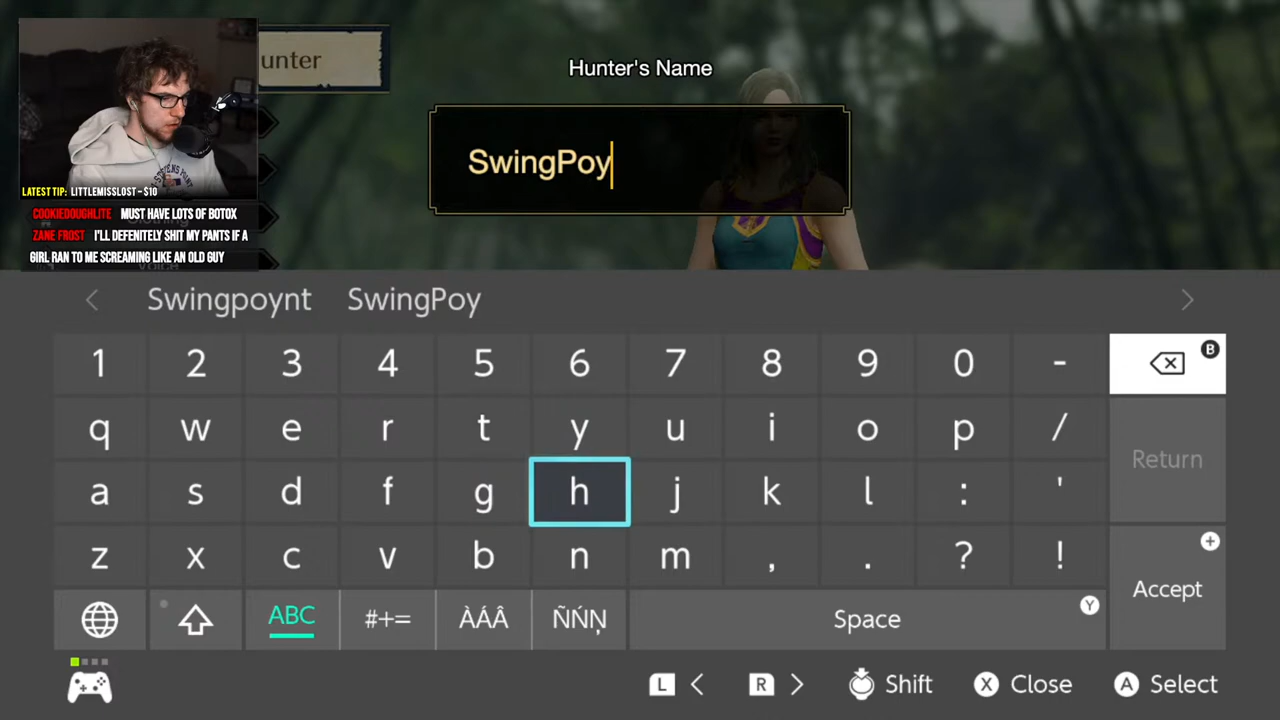 unter
Hunter's Name
SwingPoy
LATEST TIP: LITTLEMISSLOST - $10
COOKIEDOUGHLITE MUST HAVE LOTS OF BOTOX
ZANE FROST I'LL DEFENITELY SHIT MY PANTS IF A
GIRL RAN TO ME SCREAMING LIKE AN OLD GUY
Swingpoynt SwingPoy
1 2 3 4 5 6 7 8 9 0 - B
q w e r t y u i o p /
Return
a s d f g h j k l : '
z x c v b n m , . ? ! +
Accept
ABC #+= ÀÁÂ ÑŃŅ Space Y
L R Shift X Close A Select